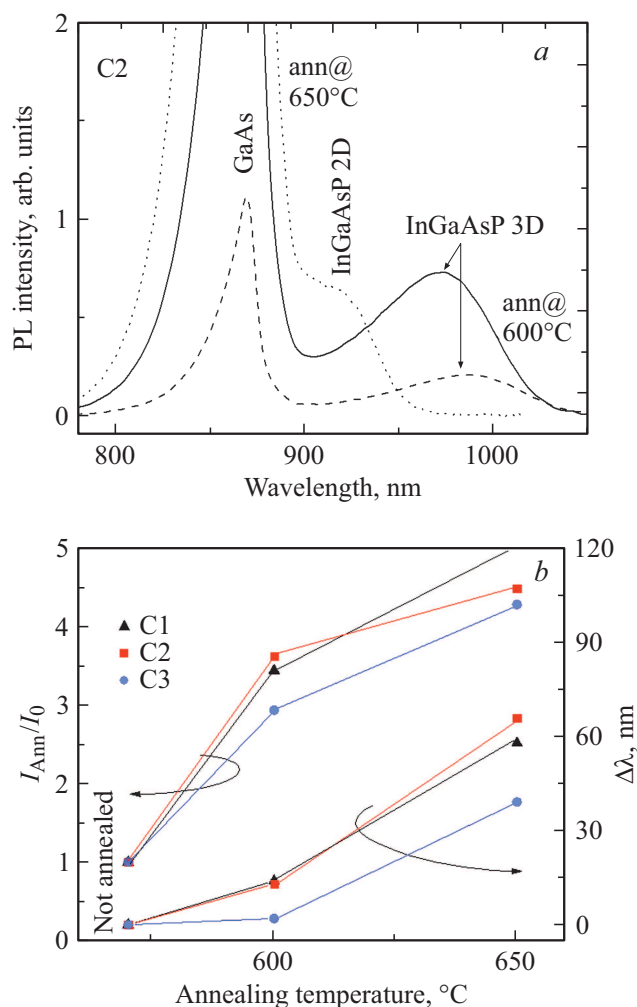 2
C2
ann@
650°C
a
GaAs
InGaAsP 2D
InGaAsP 3D
ann@
600°C
1
0
PL intensity, arb. units
800
900
1000
Wavelength, nm
5
120
b
C1
C2
C3
4
90
3
60
2
30
1
0
0
I_Ann/I_0
Δλ, nm
Not annealed
600
650
Annealing temperature, °C